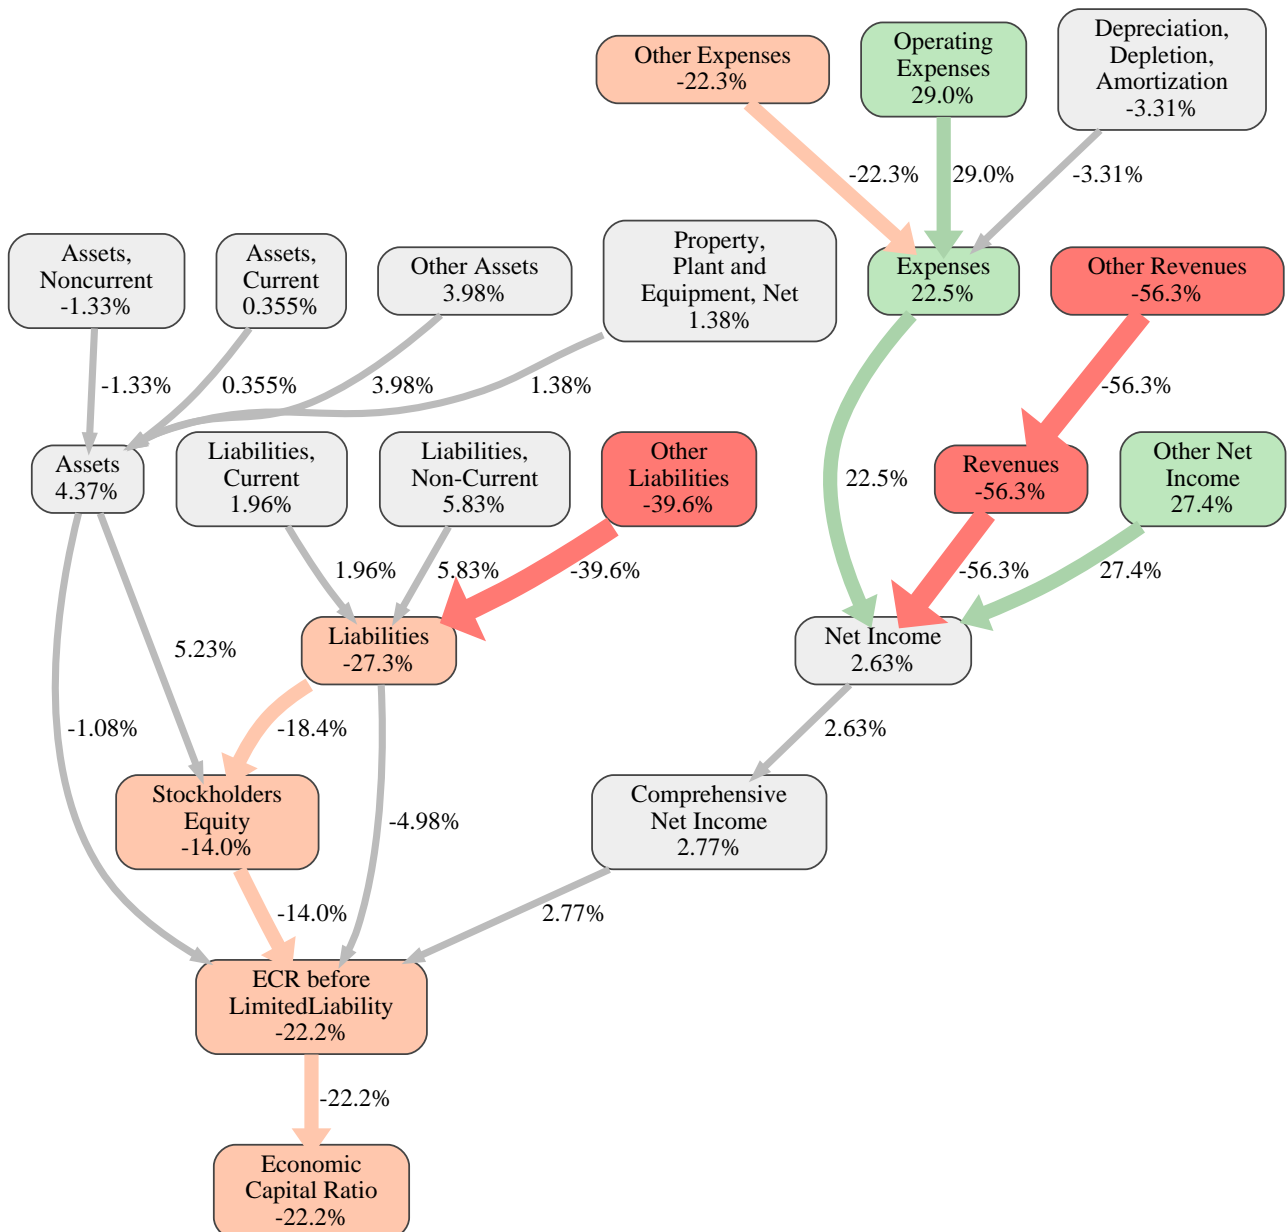 Other Expenses
-22.3%
Operating
Expenses
29.0%
Depreciation,
Depletion,
Amortization
-3.31%
-22.3%
29.0%
-3.31%
Assets,
Noncurrent
-1.33%
Assets,
Current
0.355%
Other Assets
3.98%
Property,
Plant and
Equipment, Net
1.38%
Expenses
22.5%
Other Revenues
-56.3%
-1.33%
0.355%
3.98%
1.38%
-56.3%
Assets
4.37%
Liabilities,
Current
1.96%
Liabilities,
Non-Current
5.83%
Other
Liabilities
-39.6%
22.5%
Revenues
-56.3%
Other Net
Income
27.4%
1.96%
5.83%
-39.6%
-56.3%
27.4%
5.23%
Liabilities
-27.3%
Net Income
2.63%
-1.08%
-18.4%
2.63%
Stockholders
Equity
-14.0%
-4.98%
Comprehensive
Net Income
2.77%
-14.0%
2.77%
ECR before
LimitedLiability
-22.2%
-22.2%
Economic
Capital Ratio
-22.2%